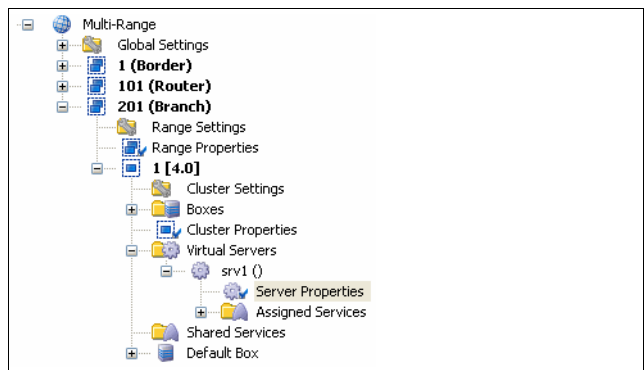 Multi-Range
Global Settings
1 (Border)
101 (Router)
201 (Branch)
Range Settings
Range Properties
1 [4.0]
Cluster Settings
Boxes
Cluster Properties
Virtual Servers
srv1 ()
Server Properties
Assigned Services
Shared Services
Default Box